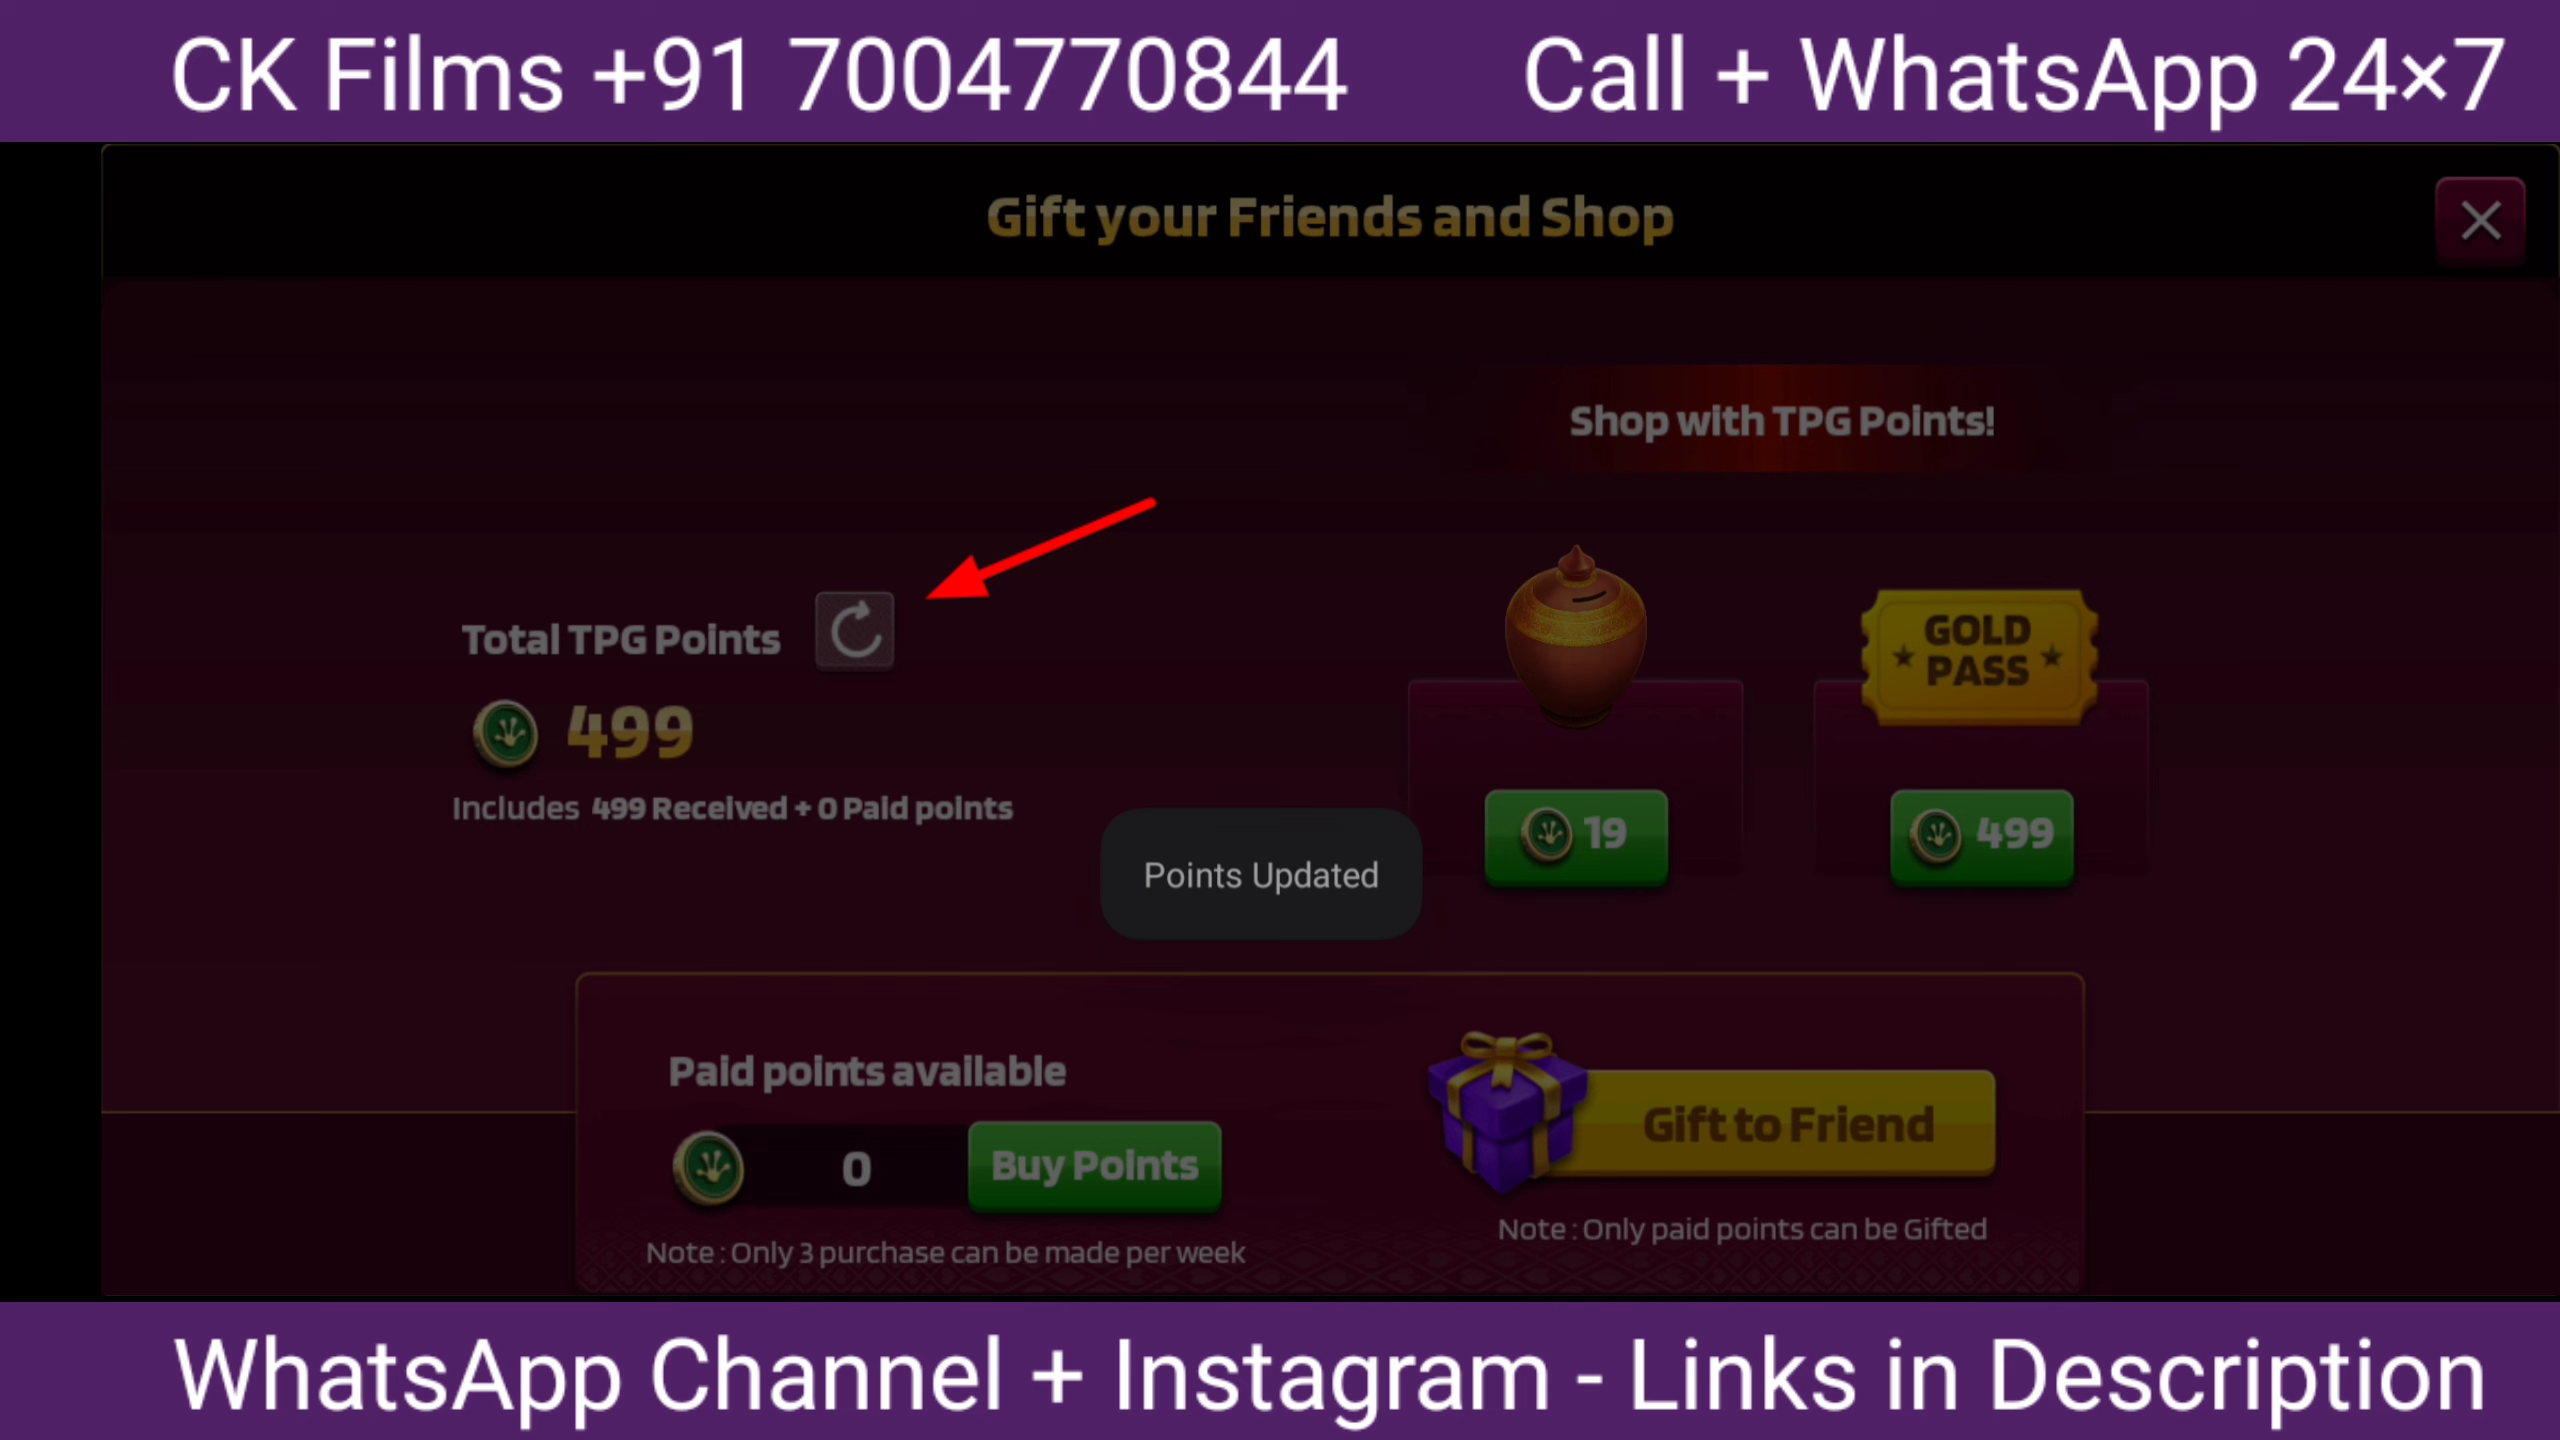 CK Films +91 7004770844 Call + WhatsApp 24×7
Gift your Friends and Shop
Shop with TPG Points!
Total TPG Points
499
Includes 499 Received + 0 Paid points
GOLD
PASS
19
499
Points Updated
Paid points available
0
Buy Points
Note : Only 3 purchase can be made per week
Gift to Friend
Note : Only paid points can be Gifted
WhatsApp Channel + Instagram - Links in Description